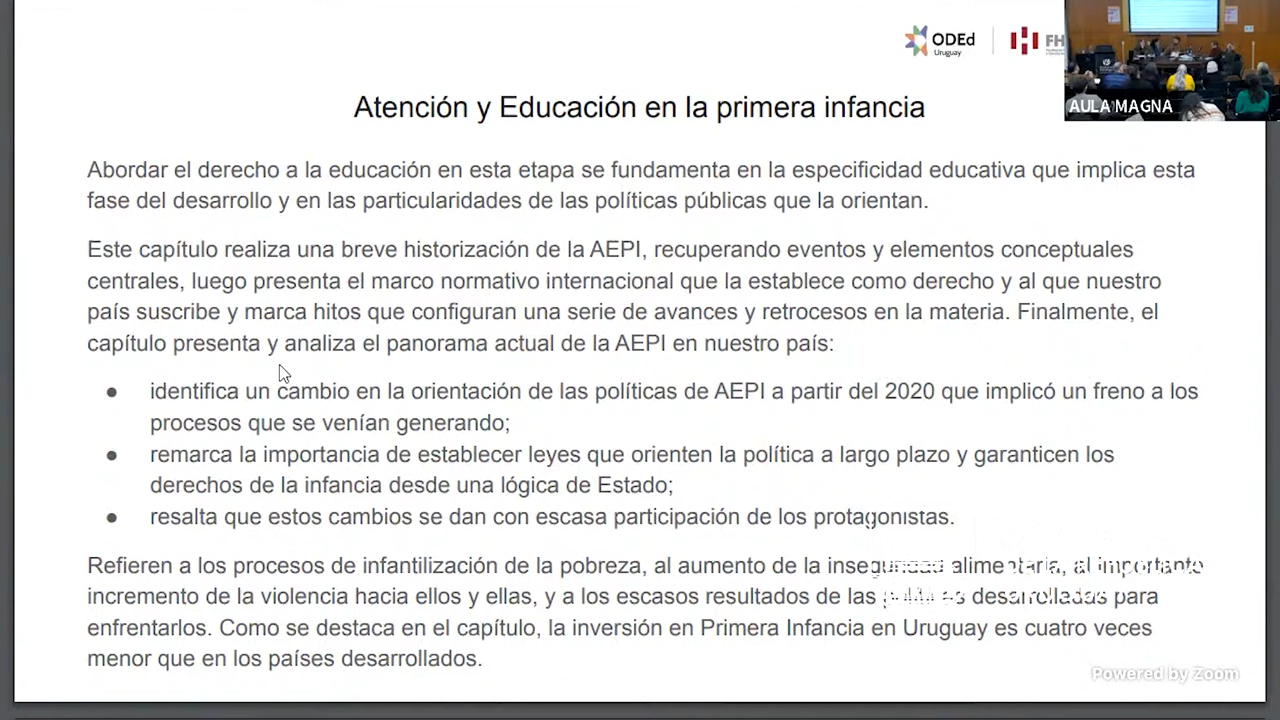 ODEd
Uruguay
FH
AULA MAGNA
Atención y Educación en la primera infancia
Abordar el derecho a la educación en esta etapa se fundamenta en la especificidad educativa que implica esta
fase del desarrollo y en las particularidades de las políticas públicas que la orientan.
Este capítulo realiza una breve historización de la AEPI, recuperando eventos y elementos conceptuales
centrales, luego presenta el marco normativo internacional que la establece como derecho y al que nuestro
país suscribe y marca hitos que configuran una serie de avances y retrocesos en la materia. Finalmente, el
capítulo presenta y analiza el panorama actual de la AEPI en nuestro país:
● identifica un cambio en la orientación de las políticas de AEPI a partir del 2020 que implicó un freno a los
procesos que se venían generando;
● remarca la importancia de establecer leyes que orienten la política a largo plazo y garanticen los
derechos de la infancia desde una lógica de Estado;
● resalta que estos cambios se dan con escasa participación de los protagonistas.
Refieren a los procesos de infantilización de la pobreza, al aumento de la inseguridad alimentaria, al importante
incremento de la violencia hacia ellos y ellas, y a los escasos resultados de las para
enfrentarlos. Como se destaca en el capítulo, la inversión en Primera Infancia en Uruguay es cuatro veces
menor que en los países desarrollados.
Powered by Zoom